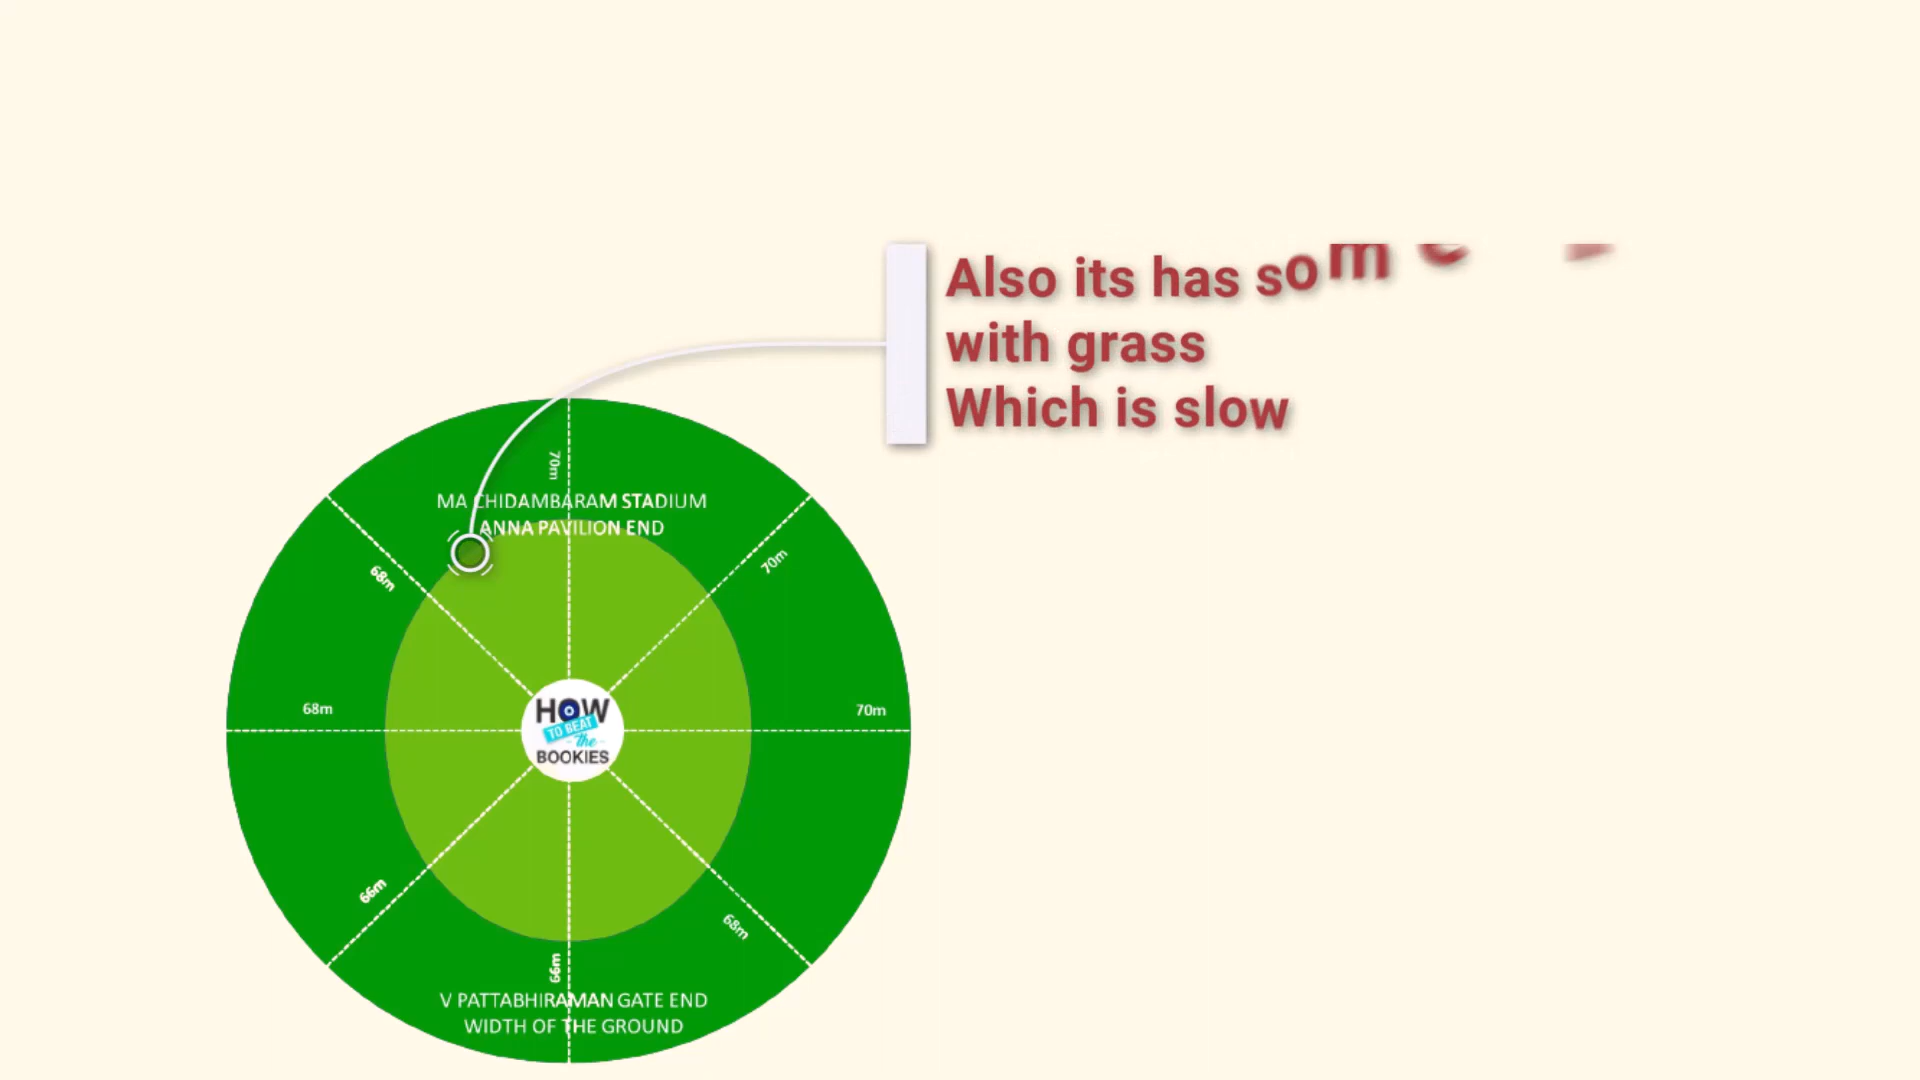 Also its has some
with grass
Which is slow
70m
MA CHIDAMBARAM STADIUM
ANNA PAVILION END
70m
68m
68m
70m
HOW
TO BEAT
-the-
BOOKIES
66m
68m
66m
V PATTABHIRAMAN GATE END
WIDTH OF THE GROUND